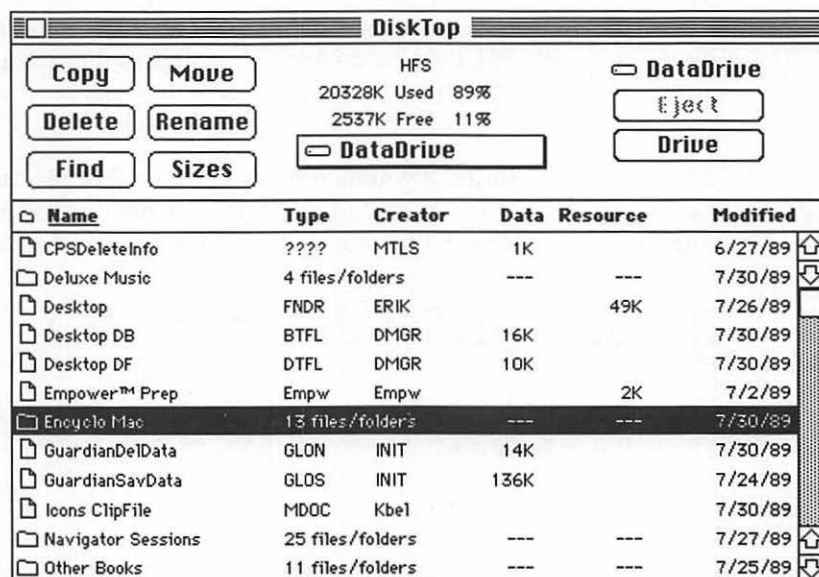 DiskTop
Copy Move HFS DataDrive
20328K Used 89%
Delete Rename 2537K Free 11% Eject
DataDrive Drive
Find Sizes
Name Type Creator Data Resource Modified
CPSDeleteInfo ???? MTLS 1K 6/27/89
Deluxe Music 4 files/folders --- --- 7/30/89
Desktop FNDR ERIK 49K 7/26/89
Desktop DB BTFL DMGR 16K 7/30/89
Desktop DF DTFL DMGR 10K 7/30/89
Empower™ Prep Empw Empw 2K 7/2/89
Encyclo Mac 13 files/folders --- --- 7/30/89
GuardianDelData GLON INIT 14K 7/30/89
GuardianSavData GLOS INIT 136K 7/24/89
Icons ClipFile MDOC Kbel 7/30/89
Navigator Sessions 25 files/folders --- --- 7/27/89
Other Books 11 files/folders --- --- 7/25/89